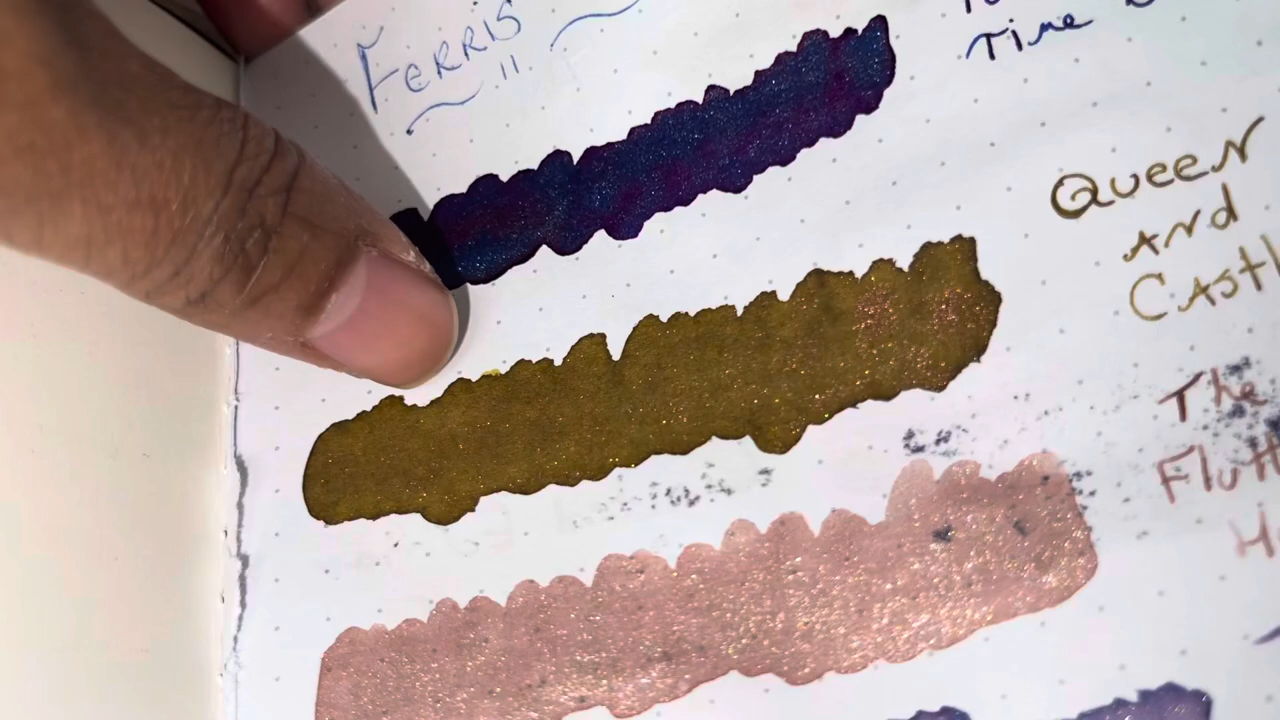 Ferris
"
Time
Queen
and
Castl
The
Flutt
H